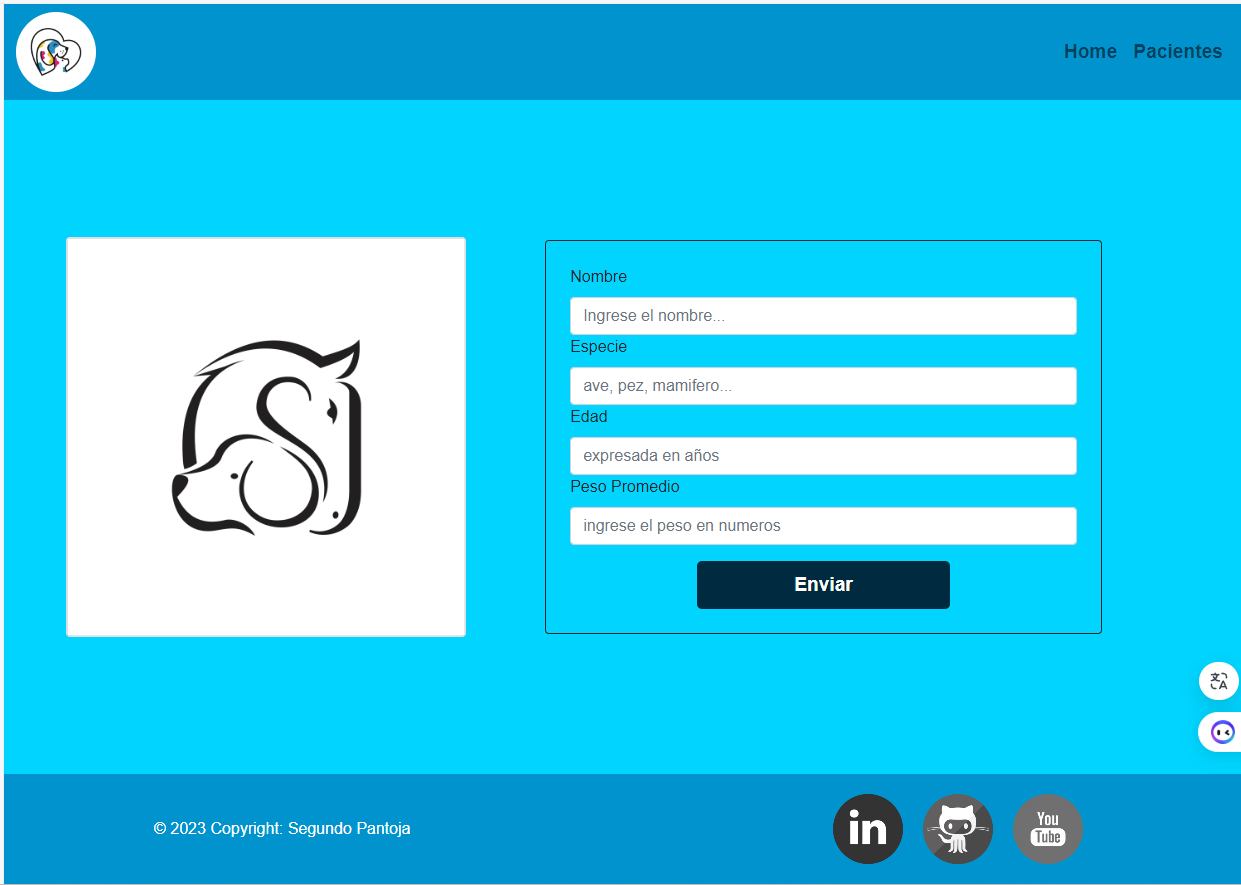 Home Pacientes
Nombre
Ingrese el nombre...
Especie
ave, pez, mamifero...
Edad
expresada en años
Peso Promedio
ingrese el peso en numeros
Enviar
© 2023 Copyright: Segundo Pantoja
in
You
Tube